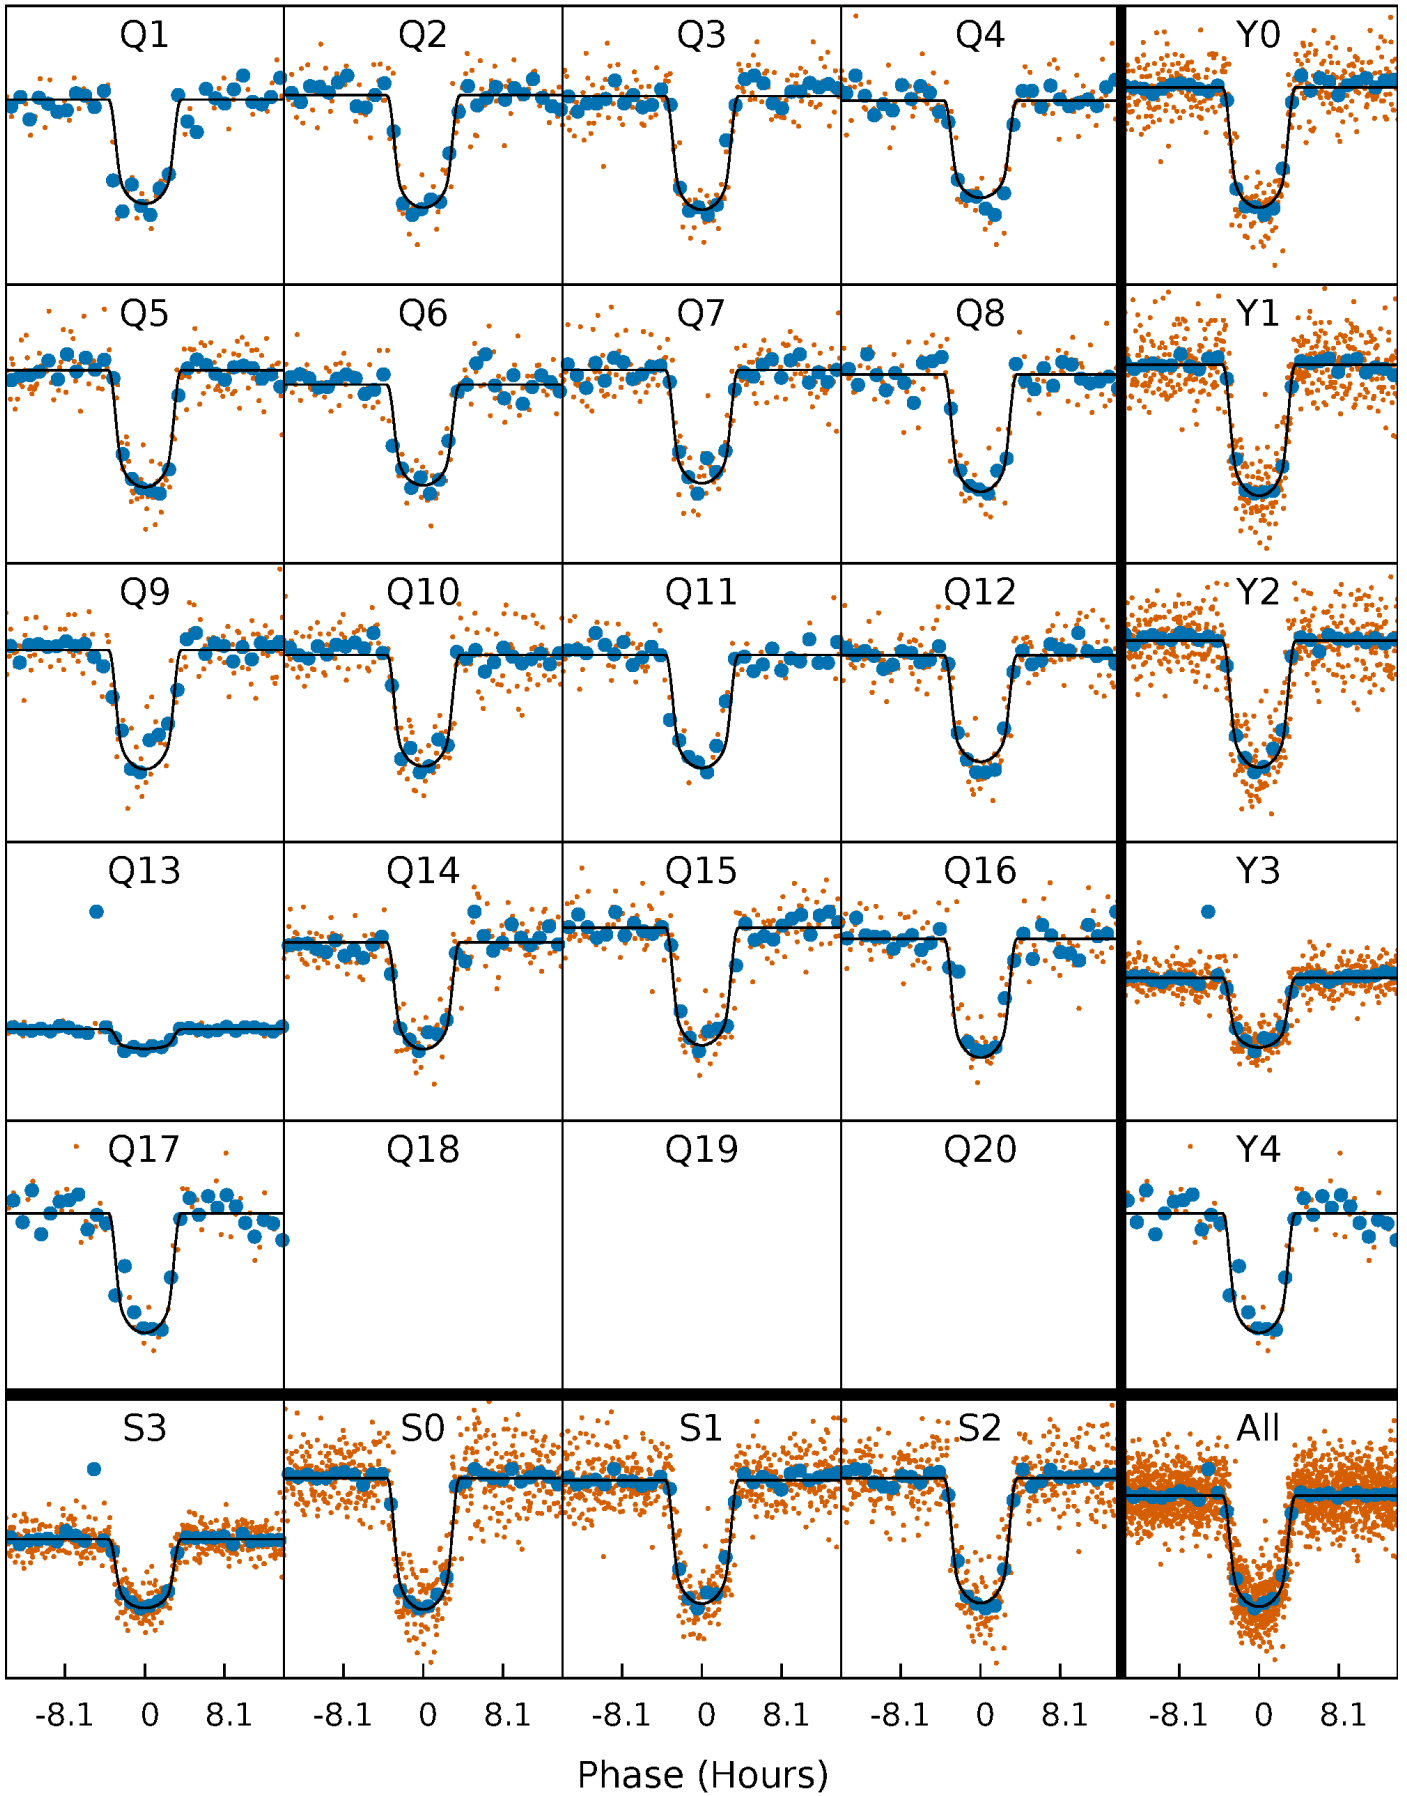 Q1 Q2 Q3 Q4 Y0
Q5 Q6 Q7 Q8 Y1
Q9 Q10 Q11 Q12 Y2
Q13 Q14 Q15 Q16 Y3
Q17 Q18 Q19 Q20 Y4
S3 S0 S1 S2 All
-8.1 0 8.1 -8.1 0 8.1 -8.1 0 8.1 -8.1 0 8.1 -8.1 0 8.1
Phase (Hours)